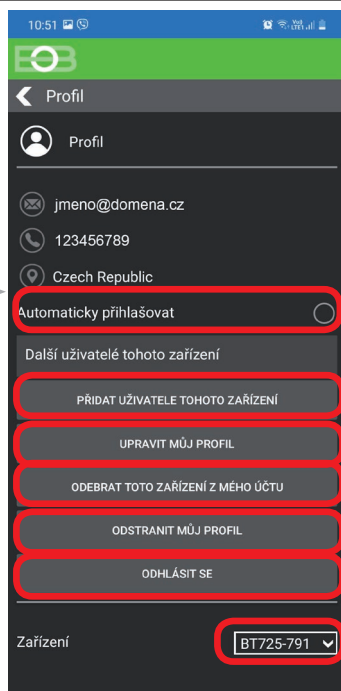 10:51
EOB
Profil
Profil
jmeno@domena.cz
123456789
Czech Republic
Automaticky přihlašovat
Další uživatelé tohoto zařízení
PŘIDAT UŽIVATELE TOHOTO ZAŘÍZENÍ
UPRAVIT MŮJ PROFIL
ODEBRAT TOTO ZAŘÍZENÍ Z MÉHO ÚČTU
ODSTRANIT MŮJ PROFIL
ODHLÁSIT SE
Zařízení
BT725-791